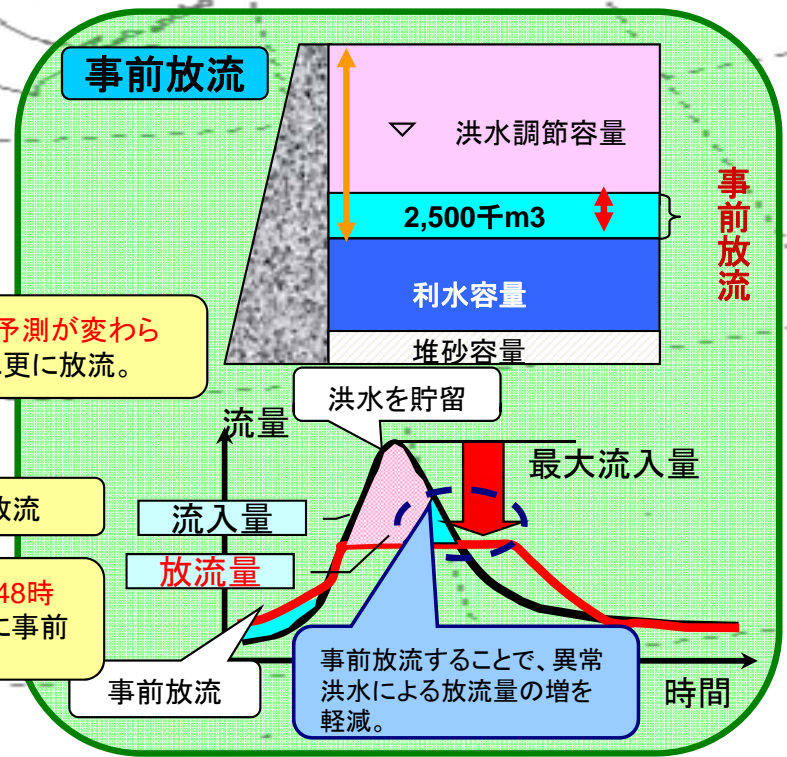 事前放流
▽ 洪水調節容量
2,500千m3
事前放流
利水容量
堆砂容量
予測が変わら
更に放流。
洪水を貯留
流量
最大流入量
放流
流入量
放流量
48時
に事前
事前放流
事前放流することで、異常
洪水による放流量の増を
軽減。
時間